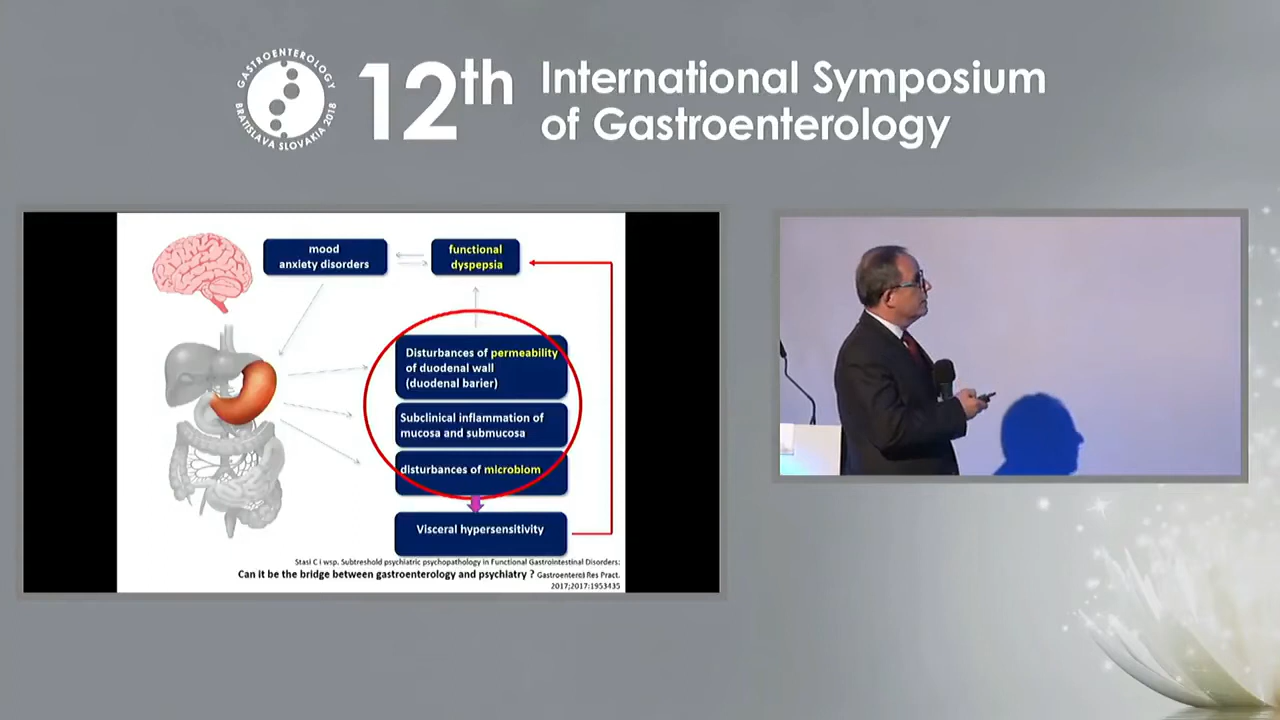 GASTROENTEROLOGY
BRATISLAVA SLOVAKIA 2018
12th
International Symposium
of Gastroenterology
mood
anxiety disorders
functional
dyspepsia
Disturbances of permeability
of duodenal wall
(duodenal barier)
Subclinical inflammation of
mucosa and submucosa
disturbances of microbiom
Visceral hypersensitivity
Stasi C i wsp. Subtreshold psychiatric psychopathology in Functional Gastrointestinal Disorders:
Can it be the bridge between gastroenterology and psychiatry ? Gastroenterol Res Pract.
2017;2017:1953435